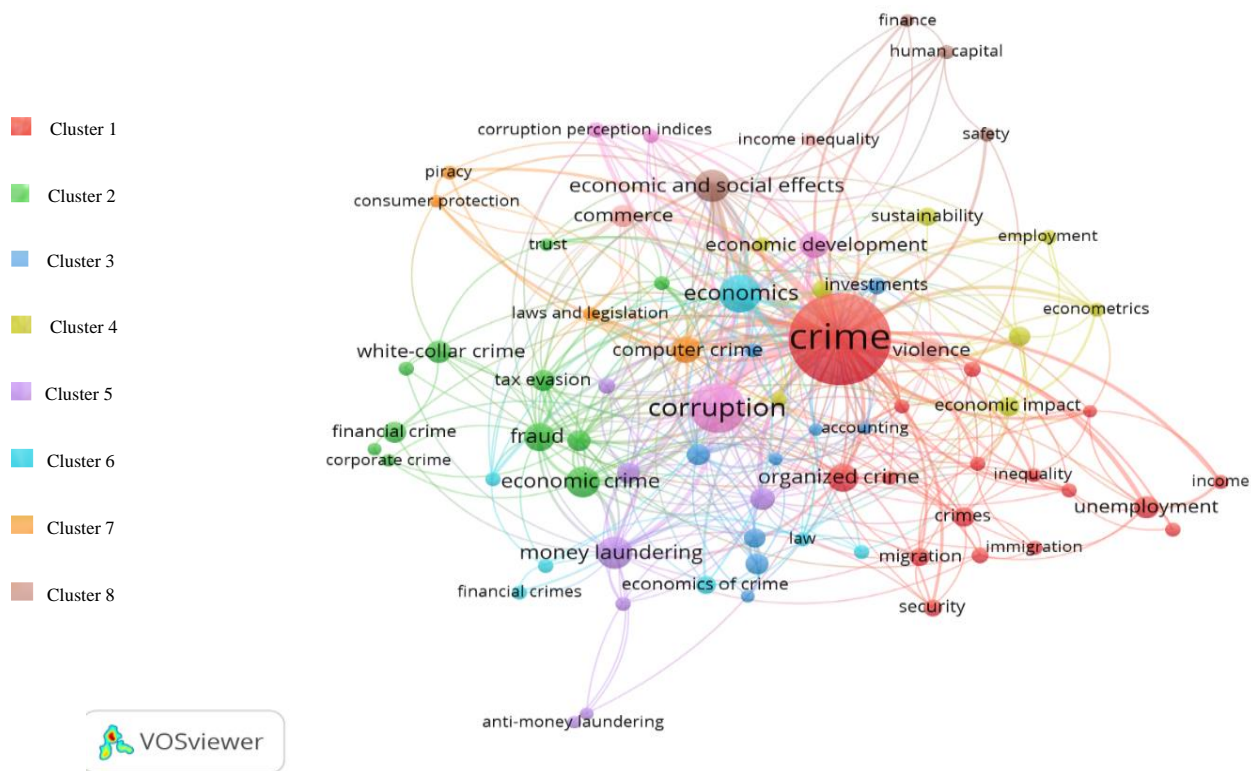 finance
human capital
Cluster 1
corruption perception indices
income inequality
safety
piracy
economic and social effects
Cluster 2
consumer protection
commerce
sustainability
trust
economic development
employment
Cluster 3
economics
investments
laws and legislation
econometrics
Cluster 4
crime
white-collar crime
computer crime
violence
tax evasion
Cluster 5
corruption
economic impact
financial crime
fraud
accounting
Cluster 6
corporate crime
economic crime
organized crime
inequality
income
unemployment
crimes
Cluster 7
money laundering
law
migration
immigration
financial crimes
economics of crime
Cluster 8
security
anti-money laundering
VOSviewer